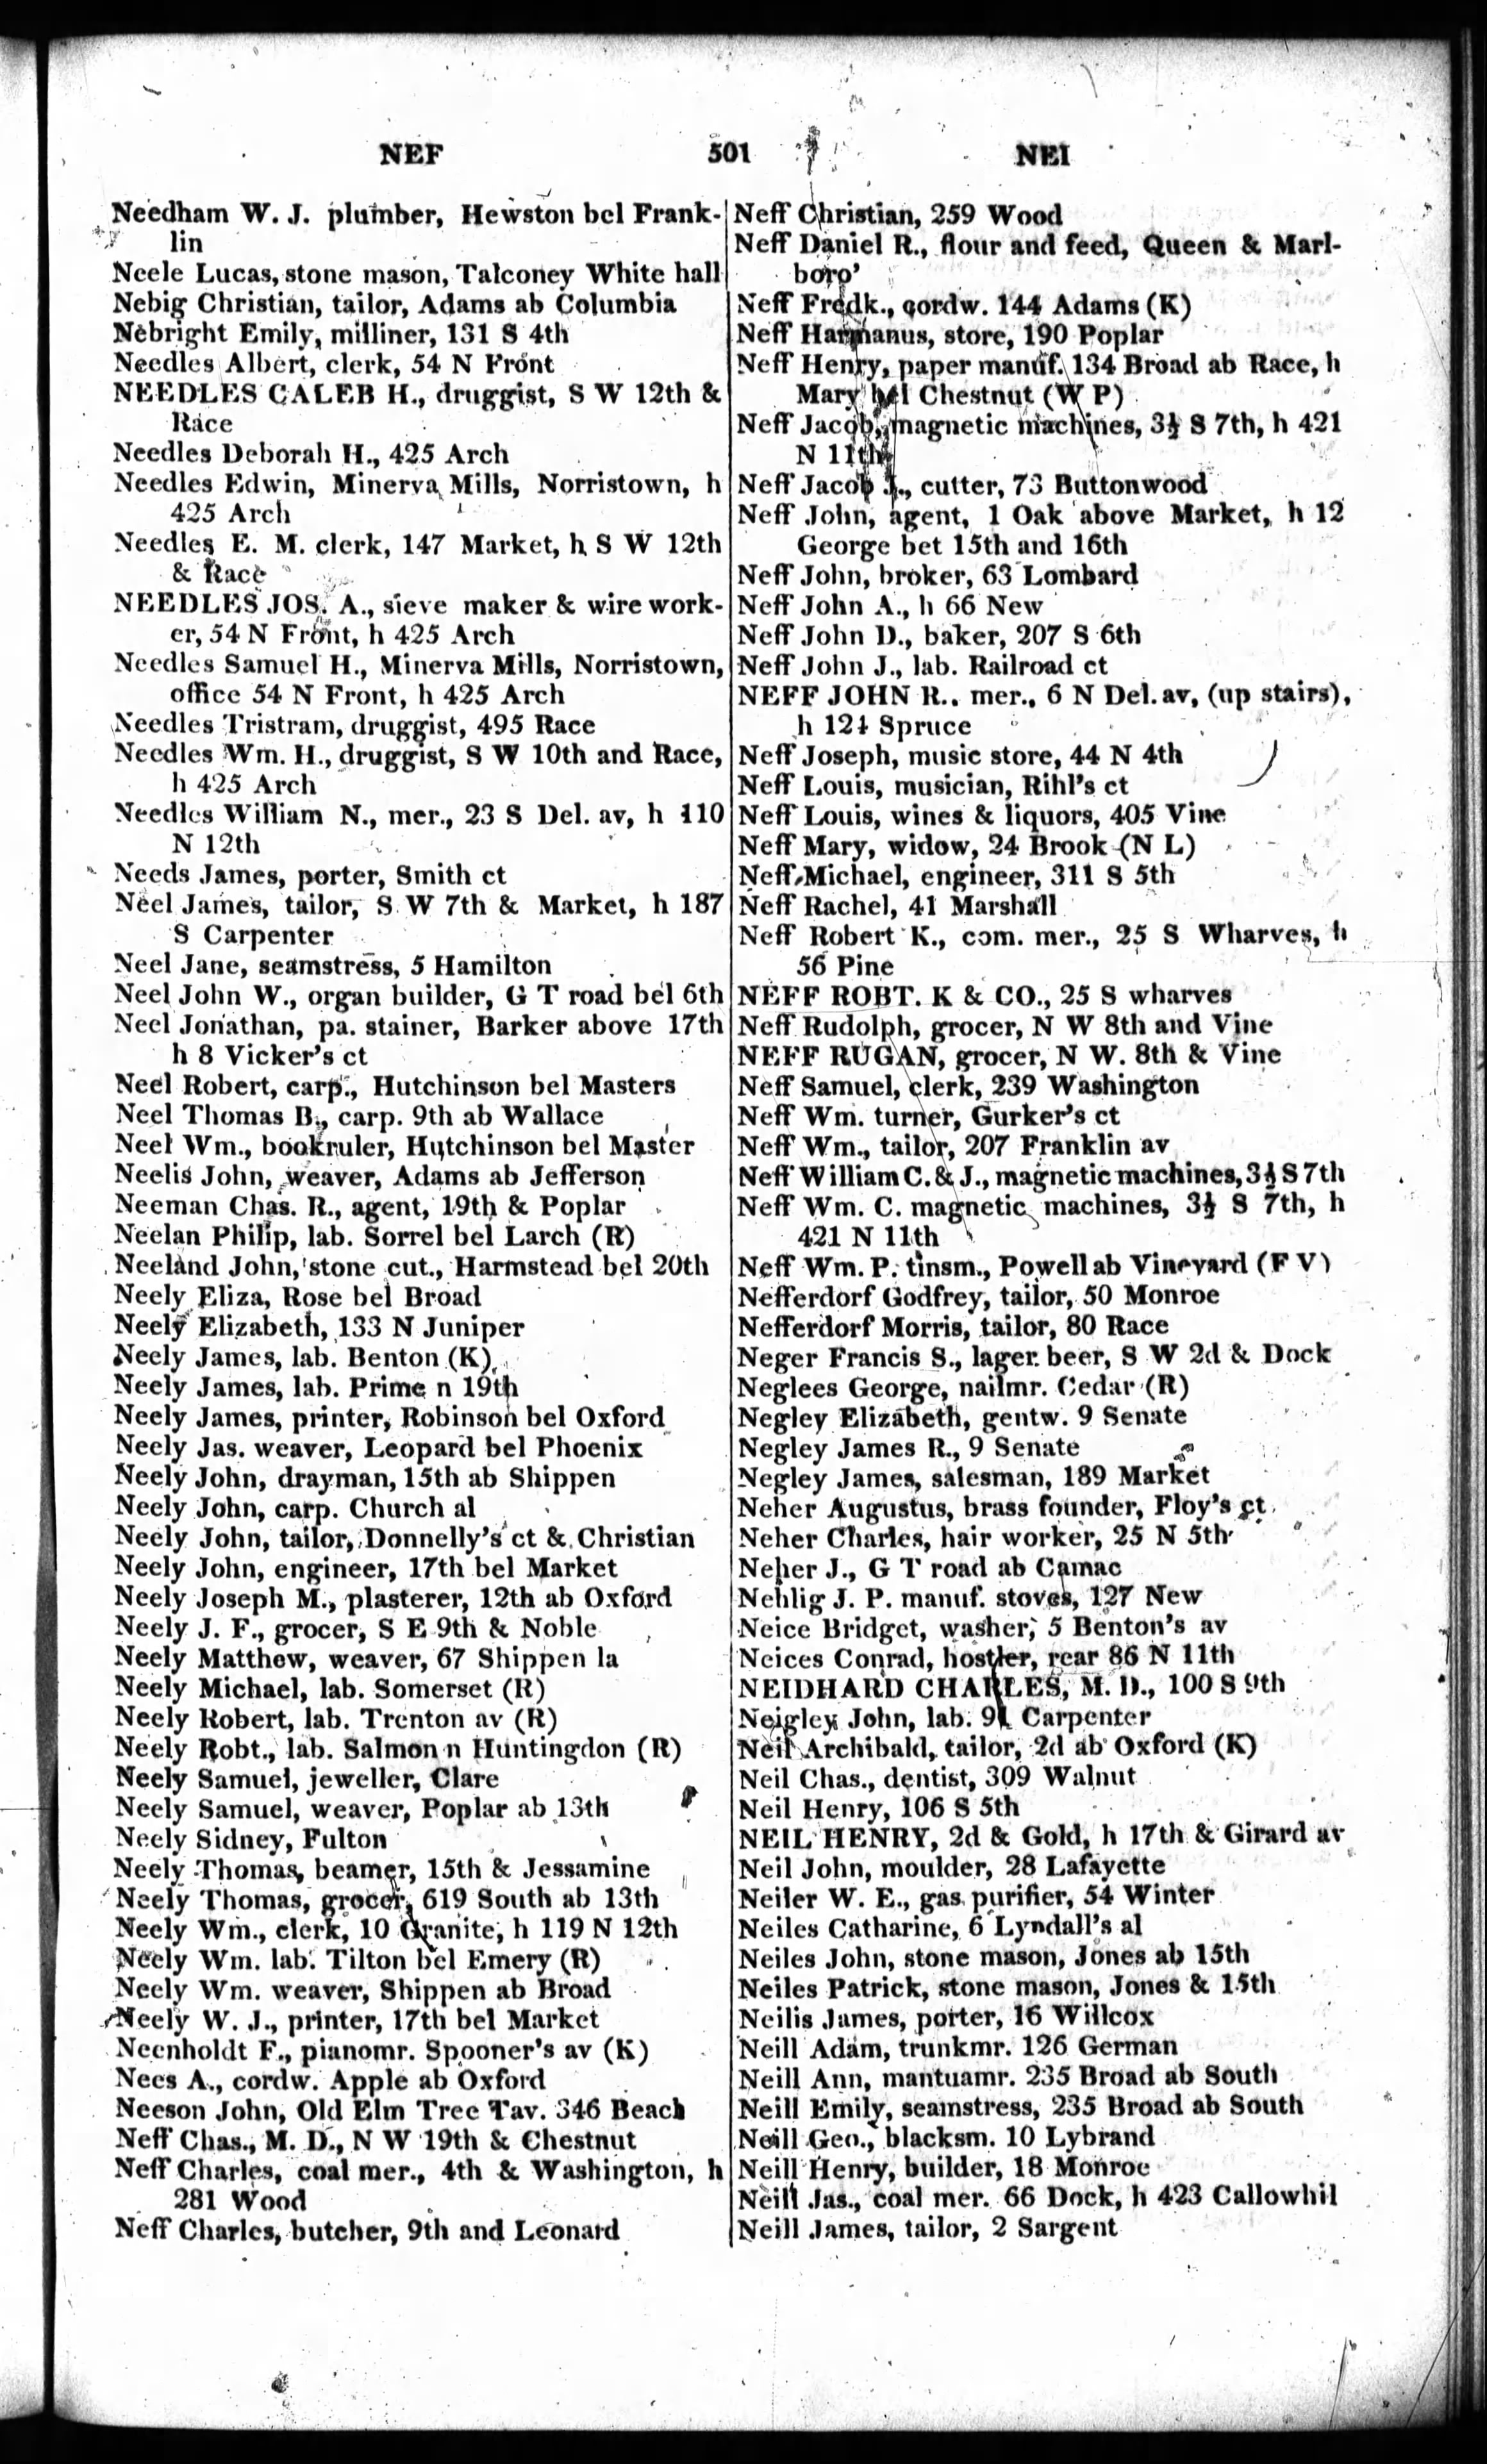 NEF 501 NEI
Needham W. J. plumber, Hewston bel Frank-
lin
Neele Lucas, stone mason, Talconey White hall
Nebig Christian, tailor, Adams ab Columbia
Nebright Emily, milliner, 131 S 4th
Needles Albert, clerk, 54 N Front
NEEDLES CALEB H., druggist, S W 12th &
Race
Needles Deborah H., 425 Arch
Needles Edwin, Minerva Mills, Norristown, h
425 Arch
Needles E. M. clerk, 147 Market, h S W 12th
& Race
NEEDLES JOS. A., sieve maker & wire work-
er, 54 N Front, h 425 Arch
Needles Samuel H., Minerva Mills, Norristown,
office 54 N Front, h 425 Arch
Needles Tristram, druggist, 495 Race
Needles Wm. H., druggist, S W 10th and Race,
h 425 Arch
Needles William N., mer., 23 S Del. av, h 110
N 12th
Needs James, porter, Smith ct
Neel James, tailor, S W 7th & Market, h 187
S Carpenter
Neel Jane, seamstress, 5 Hamilton
Neel John W., organ builder, G T road bel 6th
Neel Jonathan, pa. stainer, Barker above 17th
h 8 Vicker's ct
Neel Robert, carp., Hutchinson bel Masters
Neel Thomas B., carp. 9th ab Wallace
Neel Wm., bookruler, Hutchinson bel Master
Neelis John, weaver, Adams ab Jefferson
Neeman Chas. R., agent, 19th & Poplar
Neelan Philip, lab. Sorrel bel Larch (R)
Neeland John, stone cut., Harmstead bel 20th
Neely Eliza, Rose bel Broad
Neely Elizabeth, 133 N Juniper
Neely James, lab. Benton (K)
Neely James, lab. Prime n 19th
Neely James, printer, Robinson bel Oxford
Neely Jas. weaver, Leopard bel Phoenix
Neely John, drayman, 15th ab Shippen
Neely John, carp. Church al
Neely John, tailor, Donnelly's ct & Christian
Neely John, engineer, 17th bel Market
Neely Joseph M., plasterer, 12th ab Oxford
Neely J. F., grocer, S E 9th & Noble
Neely Matthew, weaver, 67 Shippen la
Neely Michael, lab. Somerset (R)
Neely Robert, lab. Trenton av (R)
Neely Robt., lab. Salmon n Huntingdon (R)
Neely Samuel, jeweller, Clare
Neely Samuel, weaver, Poplar ab 13th
Neely Sidney, Fulton
Neely Thomas, beamer, 15th & Jessamine
Neely Thomas, grocer, 619 South ab 13th
Neely Wm., clerk, 10 Granite, h 119 N 12th
Neely Wm. lab. Tilton bel Emery (R)
Neely Wm. weaver, Shippen ab Broad
Neely W. J., printer, 17th bel Market
Neenholdt F., pianomr. Spooner's av (K)
Nees A., cordw. Apple ab Oxford
Neeson John, Old Elm Tree Tav. 346 Beach
Neff Chas., M. D., N W 19th & Chestnut
Neff Charles, coal mer., 4th & Washington, h
281 Wood
Neff Charles, butcher, 9th and Leonard
Neff Christian, 259 Wood
Neff Daniel R., flour and feed, Queen & Marl-
boro'
Neff Fredk., cordw. 144 Adams (K)
Neff Harmanus, store, 190 Poplar
Neff Henry, paper manuf. 134 Broad ab Race, h
Mary bel Chestnut (W P)
Neff Jacob, magnetic machines, 3½ S 7th, h 421
N 11th
Neff Jacob J., cutter, 73 Buttonwood
Neff John, agent, 1 Oak above Market, h 12
George bet 15th and 16th
Neff John, broker, 63 Lombard
Neff John A., h 66 New
Neff John D., baker, 207 S 6th
Neff John J., lab. Railroad ct
NEFF JOHN R., mer., 6 N Del. av, (up stairs),
h 124 Spruce
Neff Joseph, music store, 44 N 4th
Neff Louis, musician, Rihl's ct
Neff Louis, wines & liquors, 405 Vine
Neff Mary, widow, 24 Brook (N L)
Neff Michael, engineer, 311 S 5th
Neff Rachel, 41 Marshall
Neff Robert K., com. mer., 25 S Wharves, h
56 Pine
NEFF ROBT. K & CO., 25 S wharves
Neff Rudolph, grocer, N W 8th and Vine
NEFF RUGAN, grocer, N W. 8th & Vine
Neff Samuel, clerk, 239 Washington
Neff Wm. turner, Gurker's ct
Neff Wm., tailor, 207 Franklin av
Neff William C. & J., magnetic machines, 3½ S 7th
Neff Wm. C. magnetic machines, 3½ S 7th, h
421 N 11th
Neff Wm. P. tinsm., Powell ab Vineyard (F V)
Nefferdorf Godfrey, tailor, 50 Monroe
Nefferdorf Morris, tailor, 80 Race
Neger Francis S., lager beer, S W 2d & Dock
Neglees George, nailmr. Cedar (R)
Negley Elizabeth, gentw. 9 Senate
Negley James R., 9 Senate
Negley James, salesman, 189 Market
Neher Augustus, brass founder, Floy's ct
Neher Charles, hair worker, 25 N 5th
Neher J., G T road ab Camac
Nehlig J. P. manuf. stoves, 127 New
Neice Bridget, washer, 5 Benton's av
Neices Conrad, hostler, rear 86 N 11th
NEIDHARD CHARLES, M. D., 100 S 9th
Neigley John, lab. 91 Carpenter
Neil Archibald, tailor, 2d ab Oxford (K)
Neil Chas., dentist, 309 Walnut
Neil Henry, 106 S 5th
NEIL HENRY, 2d & Gold, h 17th & Girard av
Neil John, moulder, 28 Lafayette
Neiler W. E., gas purifier, 54 Winter
Neiles Catharine, 6 Lyndall's al
Neiles John, stone mason, Jones ab 15th
Neiles Patrick, stone mason, Jones & 15th
Neilis James, porter, 16 Willcox
Neill Adam, trunkmr. 126 German
Neill Ann, mantuamr. 235 Broad ab South
Neill Emily, seamstress, 235 Broad ab South
Neill Geo., blacksm. 10 Lybrand
Neill Henry, builder, 18 Monroe
Neill Jas., coal mer. 66 Dock, h 423 Callowhil
Neill James, tailor, 2 Sargent